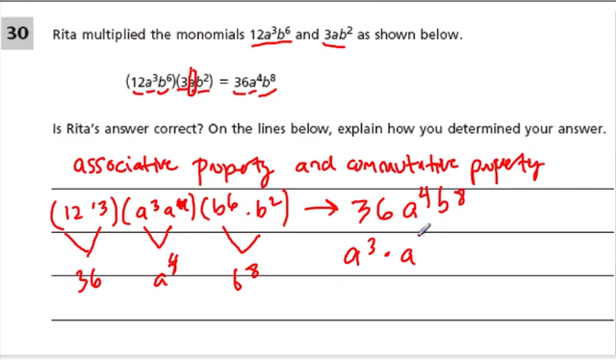 30 Rita multiplied the monomials 12a³b⁶ and 3ab² as shown below.
(12a³b⁶)(3ab²) = 36a⁴b⁸
Is Rita's answer correct? On the lines below, explain how you determined your answer.
associative property and commutative property
(12·3)(a³a)(b⁶·b²) → 36a⁴b⁸
36 a⁴ b⁸ a³·a